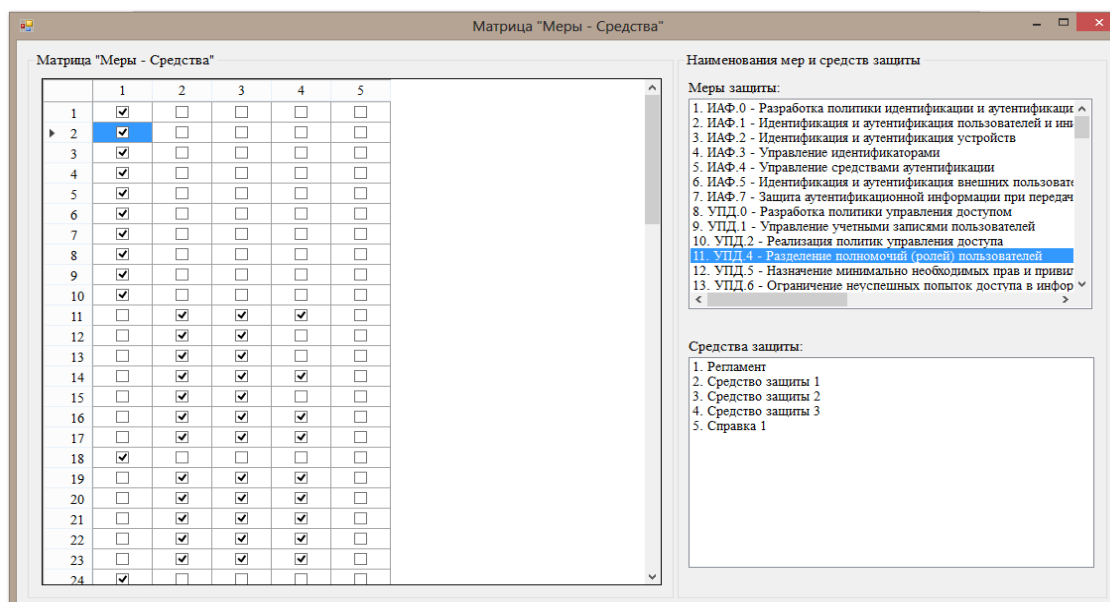 Матрица "Меры - Средства"
Матрица "Меры - Средства"
1 2 3 4 5
1
2
3
4
5
6
7
8
9
10
11
12
13
14
15
16
17
18
19
20
21
22
23
24
Наименования мер и средств защиты
Меры защиты:
1. ИАФ.0 - Разработка политики идентификации и аутентификаци
2. ИАФ.1 - Идентификация и аутентификация пользователей и ини
3. ИАФ.2 - Идентификация и аутентификация устройств
4. ИАФ.3 - Управление идентификаторами
5. ИАФ.4 - Управление средствами аутентификации
6. ИАФ.5 - Идентификация и аутентификация внешних пользовате
7. ИАФ.7 - Защита аутентификационной информации при передач
8. УПД.0 - Разработка политики управления доступом
9. УПД.1 - Управление учетными записями пользователей
10. УПД.2 - Реализация политик управления доступа
11. УПД.4 - Разделение полномочий (ролей) пользователей
12. УПД.5 - Назначение минимально необходимых прав и привил
13. УПД.6 - Ограничение неуспешных попыток доступа в инфор
Средства защиты:
1. Регламент
2. Средство защиты 1
3. Средство защиты 2
4. Средство защиты 3
5. Справка 1